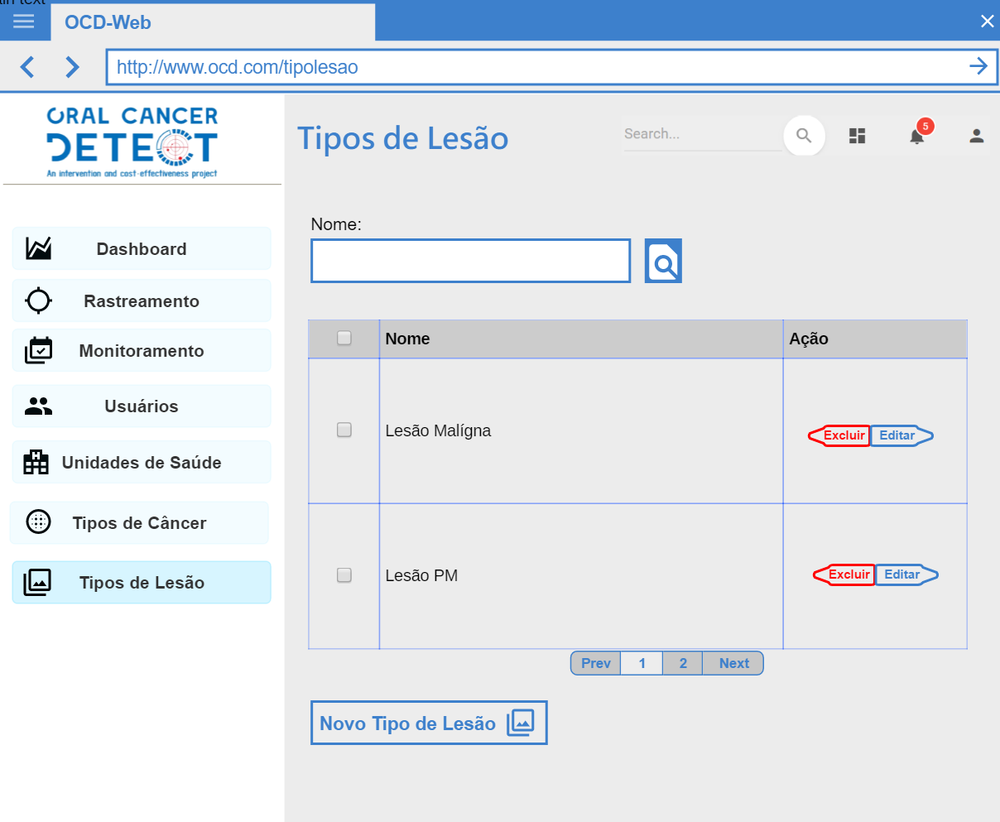 OCD-Web
http://www.ocd.com/tipolesao
ORAL CANCER
DETECT
An intervention and cost-effectiveness project
Tipos de Lesão
Search...
5
Dashboard
Rastreamento
Monitoramento
Usuários
Unidades de Saúde
Tipos de Câncer
Tipos de Lesão
Nome:
Nome Ação
Lesão Malígna Excluir Editar
Lesão PM Excluir Editar
Prev 1 2 Next
Novo Tipo de Lesão